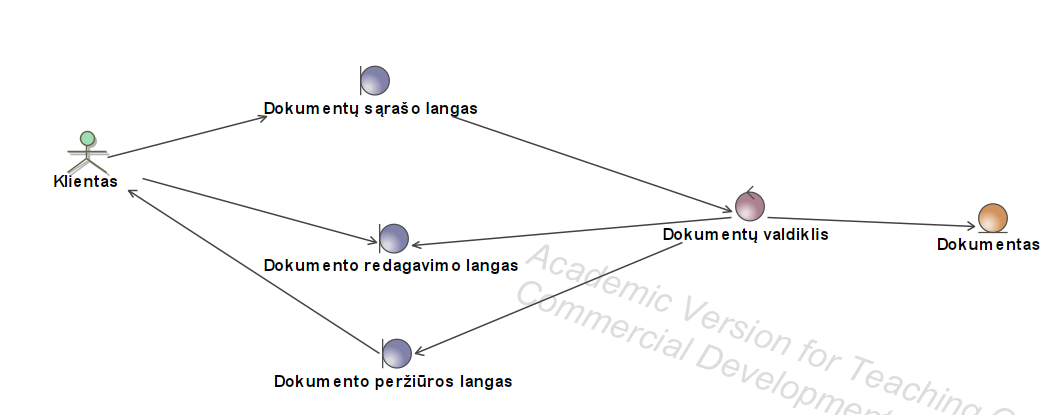 Dokumentų sąrašo langas
Klientas
Dokumentų valdiklis
Dokumentas
Dokumento redagavimo langas
Dokumento peržiūros langas
Academic Version for Teaching
Commercial Development